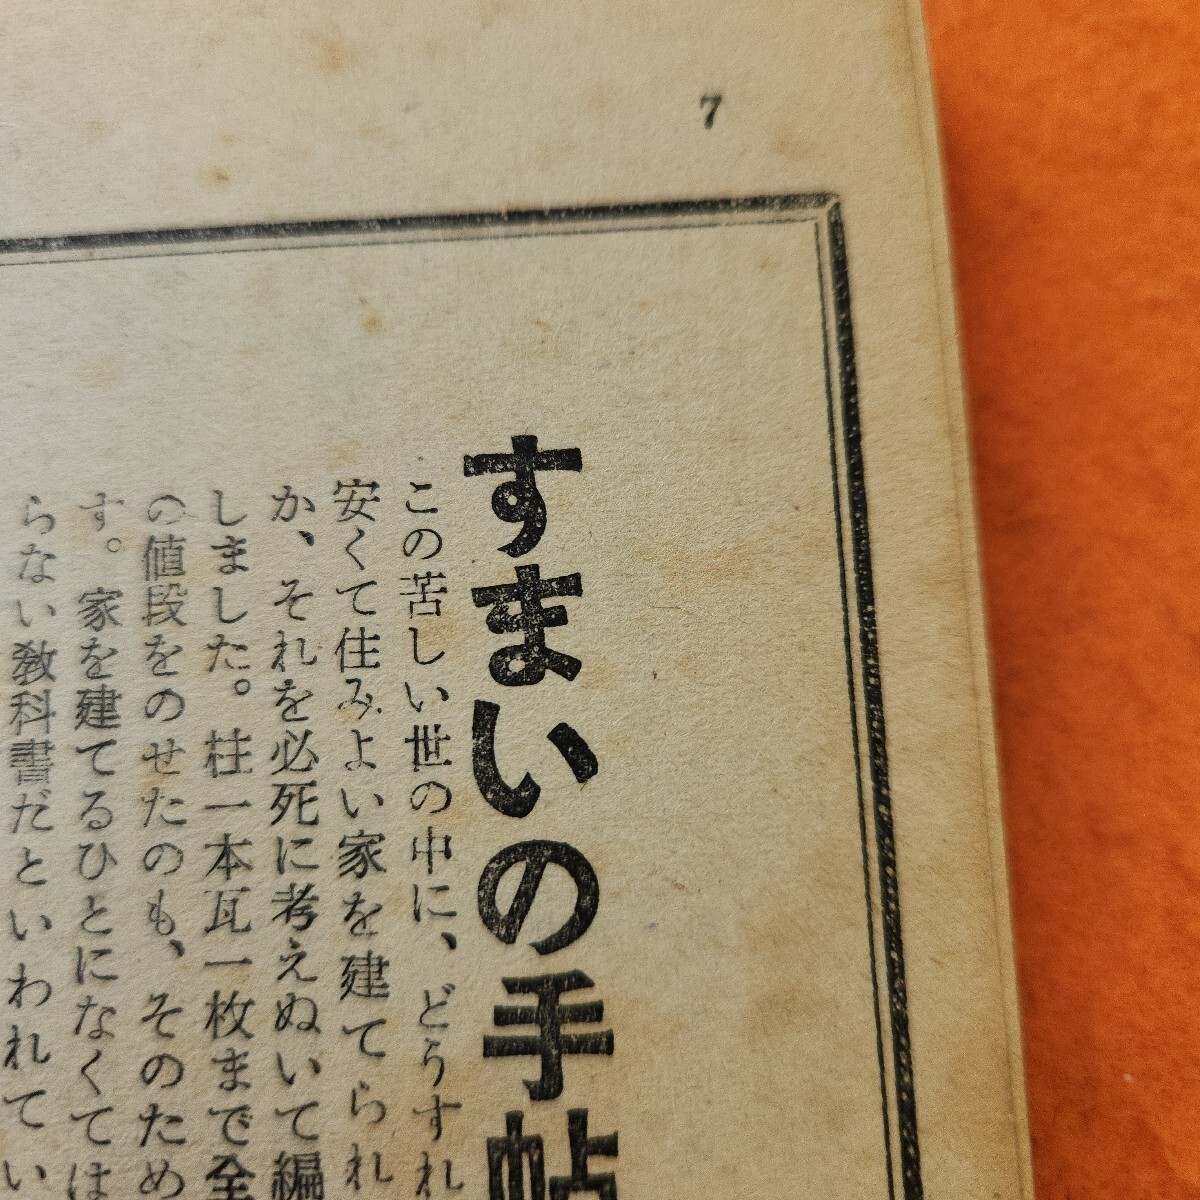 7
すまいの手帖
この苦しい世の中に、どうすれ
安くて住みよい家を建てられ
か、それを必死に考えぬいて編
しました。柱一本瓦一枚まで全
の値段をのせたのも、そのため
す。家を建てるひとになくては
らない教科書だといわれてい